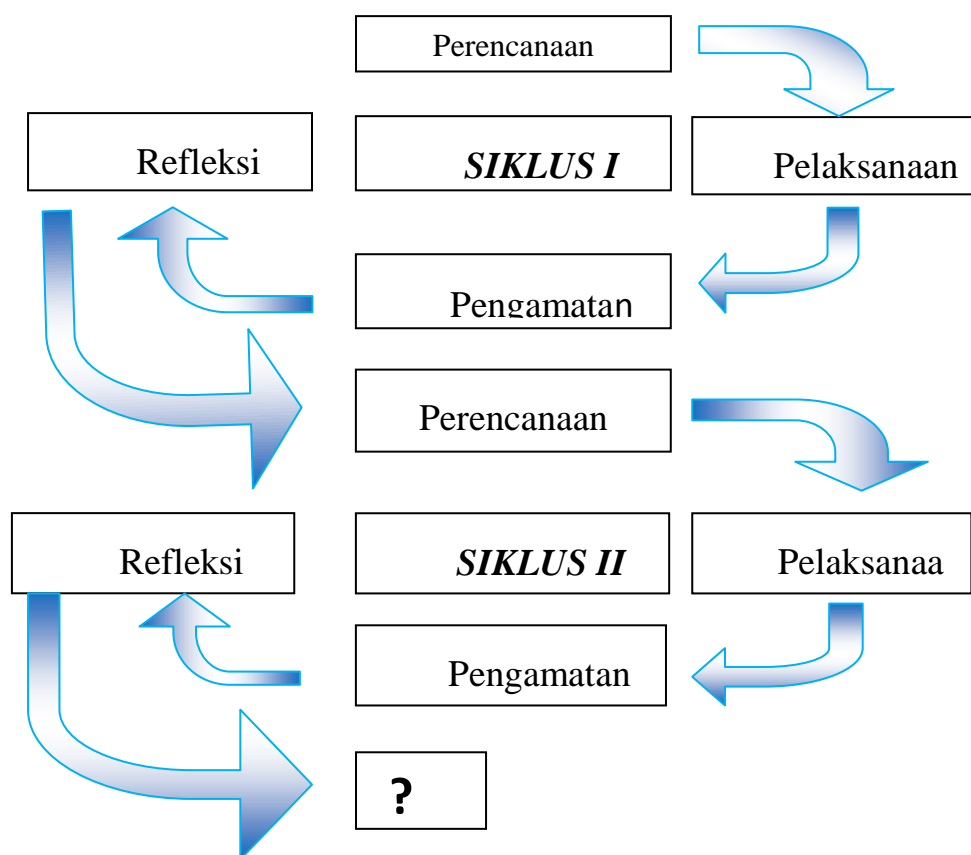 Perencanaan
Refleksi
SIKLUS I
Pelaksanaan
Pengamatan
Perencanaan
Refleksi
SIKLUS II
Pelaksanaa
Pengamatan
?